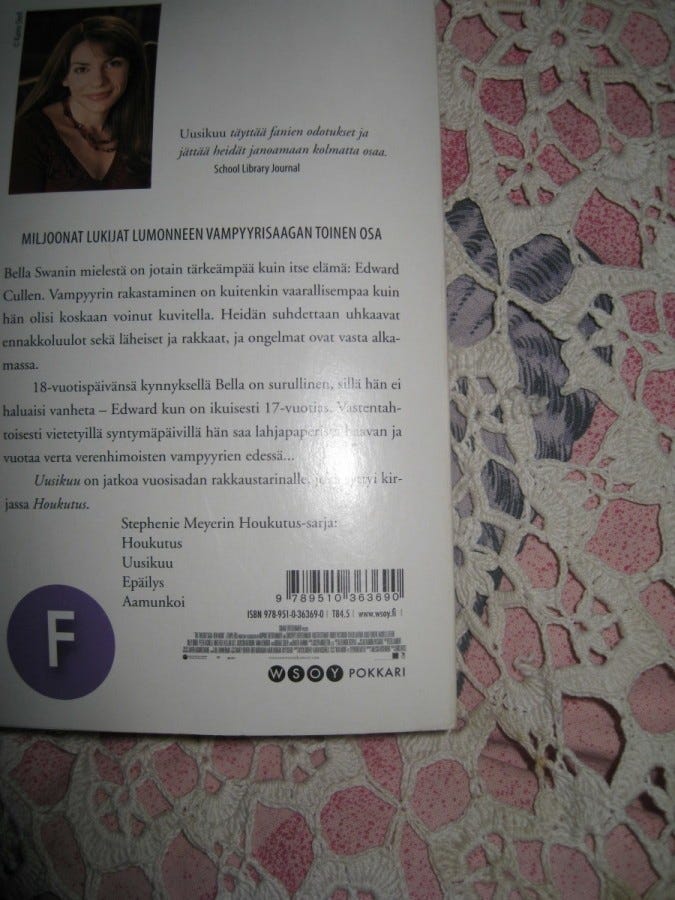 Uusikuu täyttää fanien odotukset ja
jättää heidät janoamaan kolmatta osaa.
School Library Journal
MILJOONAT LUKIJAT LUMONNEEN VAMPYYRISAAGAN TOINEN OSA
Bella Swanin mielestä on jotain tärkeämpää kuin itse elämä: Edward
Cullen. Vampyyrin rakastaminen on kuitenkin vaarallisempaa kuin
hän olisi koskaan voinut kuvitella. Heidän suhdettaan uhkaavat
ennakkoluulot sekä läheiset ja rakkaat, ja ongelmat ovat vasta alka-
massa.
18-vuotispäivänsä kynnyksellä Bella on surullinen, sillä hän ei
haluaisi vanheta – Edward kun on ikuisesti 17-vuotias. Vastentah-
toisesti vietetyillä syntymäpäivillä hän saa lahjapaperista haavan ja
vuotaa verta verenhimoisten vampyyrien edessä...
Uusikuu on jatkoa vuosisadan rakkaustarinalle, kir-
jassa Houkutus.
Stephenie Meyerin Houkutus-sarja:
Houkutus
Uusikuu
Epäilys
Aamunkoi
9 789510 363690
ISBN 978-951-0-36369-0 | T84.5 | www.wsoy.fi |
F
WSOY POKKARI